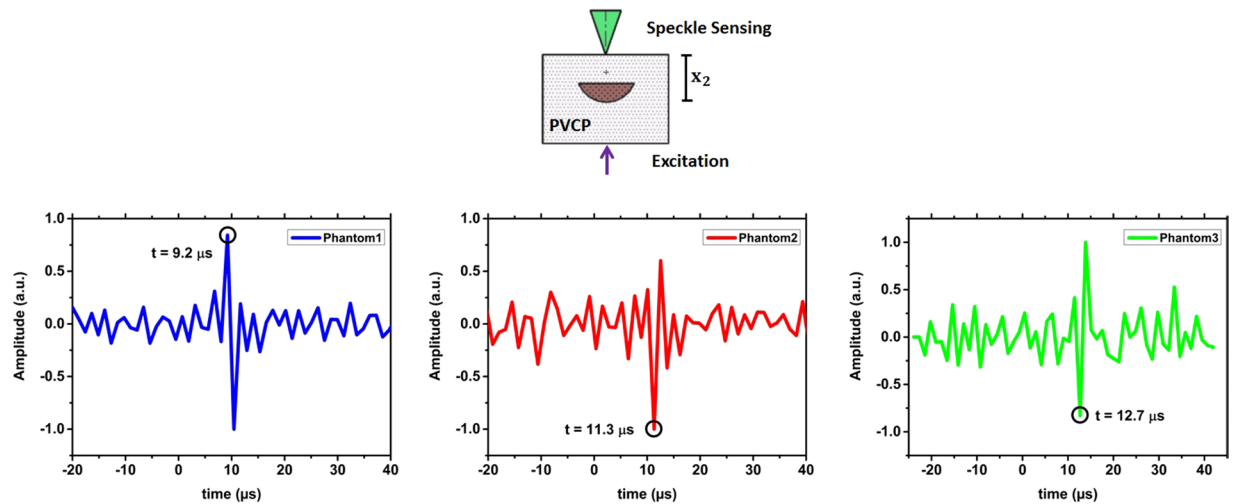 Speckle Sensing
x₂
PVCP
Excitation
1.0
0.5
0.0
-0.5
-1.0
Amplitude (a.u.)
Phantom1
t = 9.2 μs
-20 -10 0 10 20 30 40
time (μs)
1.0
0.5
0.0
-0.5
-1.0
Amplitude (a.u.)
Phantom2
t = 11.3 μs
-20 -10 0 10 20 30 40
time (μs)
1.0
0.5
0.0
-0.5
-1.0
Amplitude (a.u.)
Phantom3
t = 12.7 μs
-20 -10 0 10 20 30 40
time (μs)